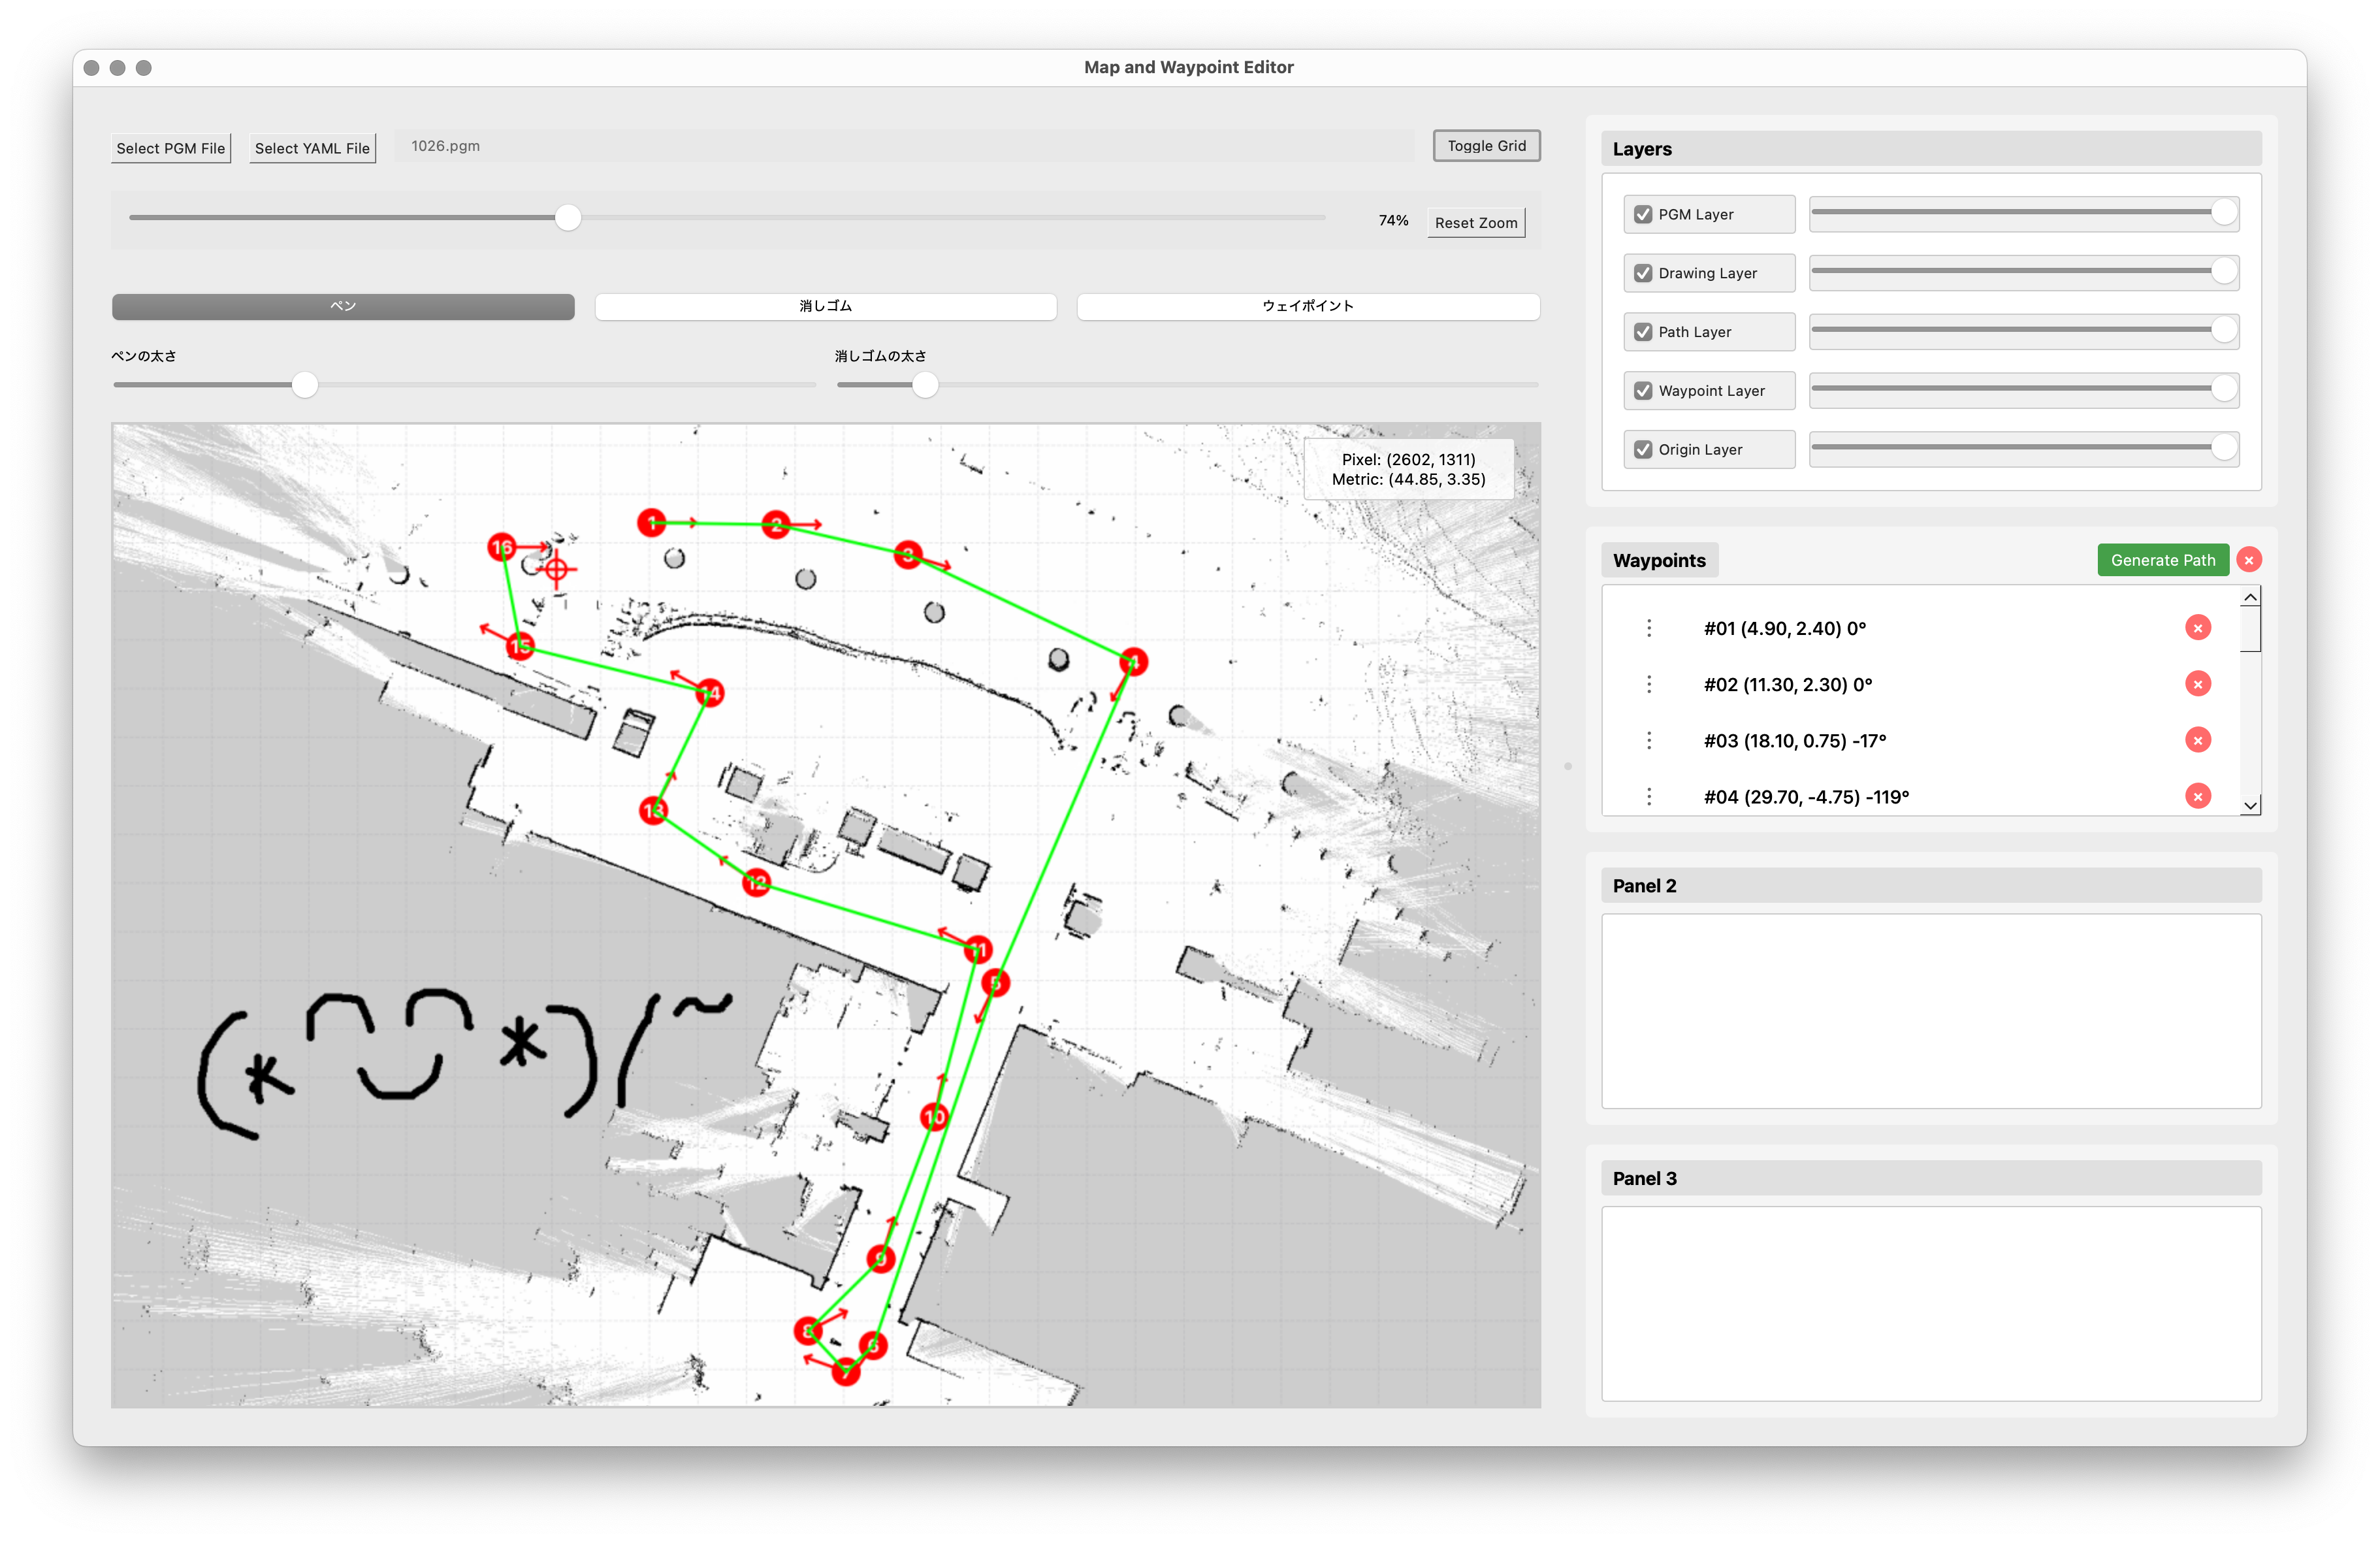 Map and Waypoint Editor
Select PGM File Select YAML File 1026.pgm Toggle Grid
74% Reset Zoom
ペン 消しゴム ウェイポイント
ペンの太さ 消しゴムの太さ
Pixel: (2602, 1311)
Metric: (44.85, 3.35)
1 2 3 16 4 15 14 13 12 11 5 10 9 8 6 7
(* *)/~
Layers
PGM Layer
Drawing Layer
Path Layer
Waypoint Layer
Origin Layer
Waypoints Generate Path ×
#01 (4.90, 2.40) 0° ×
#02 (11.30, 2.30) 0° ×
#03 (18.10, 0.75) -17° ×
#04 (29.70, -4.75) -119° ×
Panel 2
Panel 3